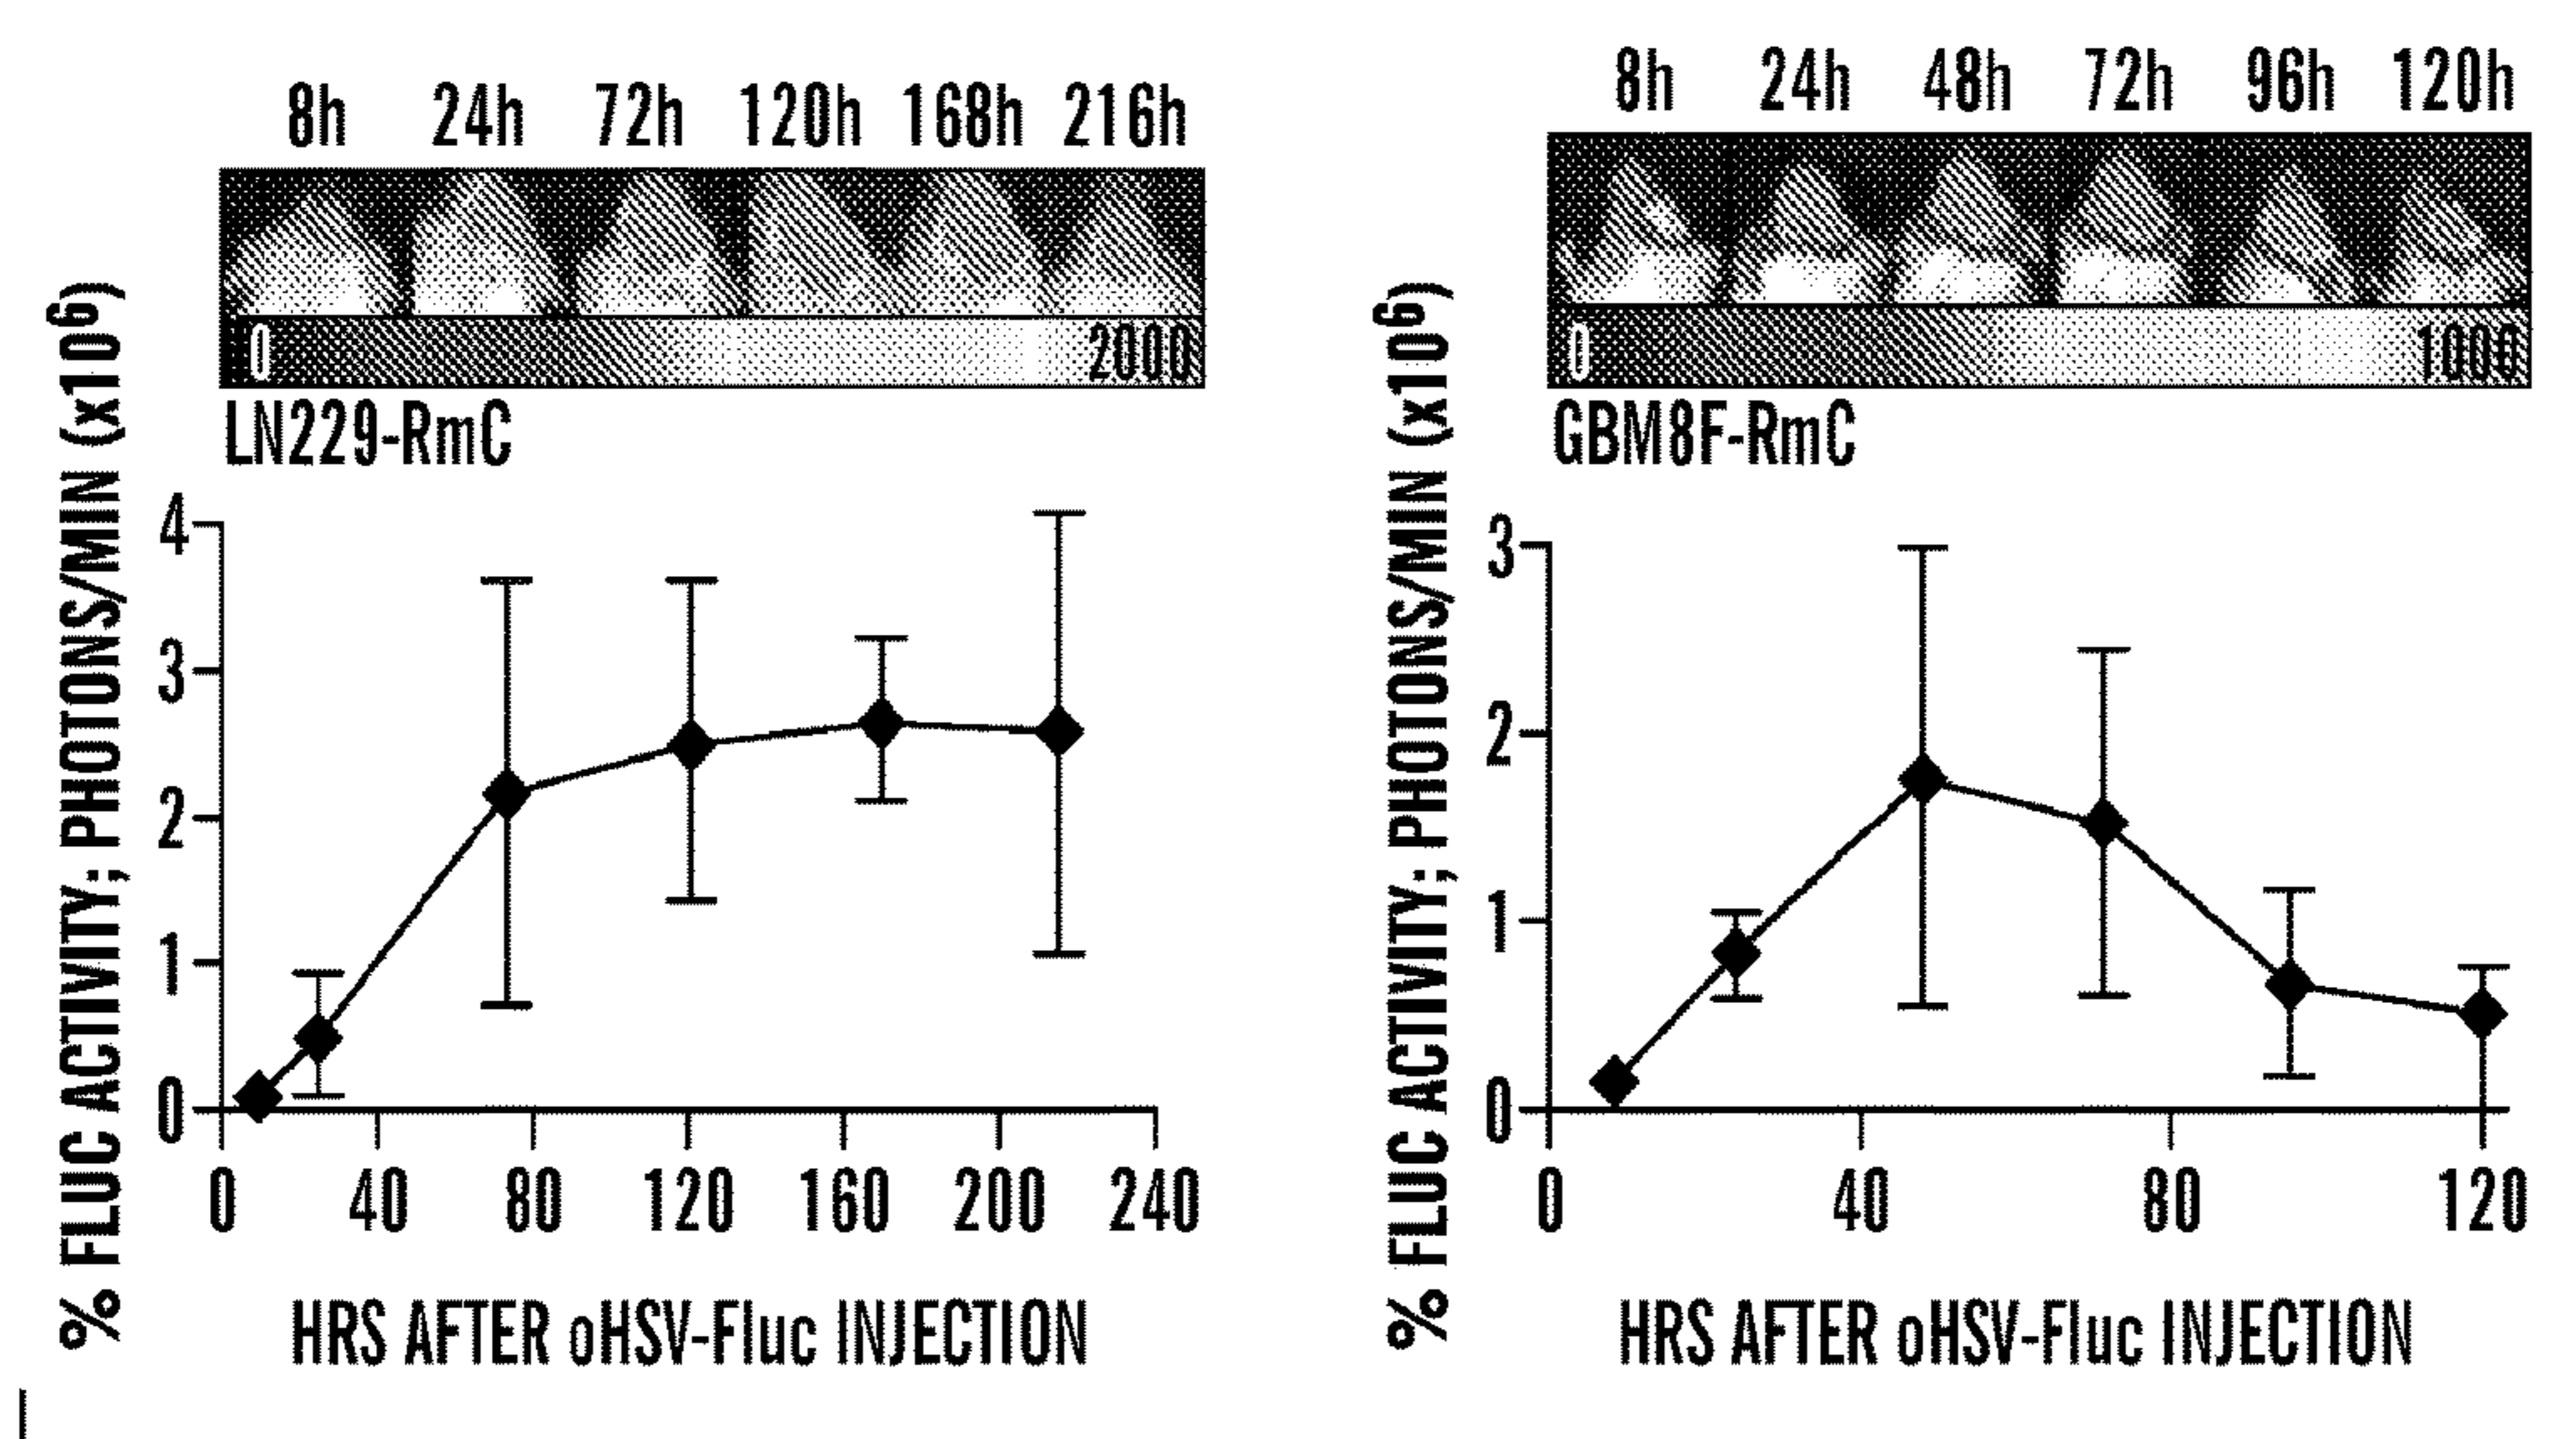 8h 24h 72h 120h 168h 216h
0 2000
LN229-RmC
% FLUC ACTIVITY; PHOTONS/MIN (x10⁶)
4
3
2
1
0
0 40 80 120 160 200 240
HRS AFTER oHSV-Fluc INJECTION
8h 24h 48h 72h 96h 120h
0 1000
GBM8F-RmC
% FLUC ACTIVITY; PHOTONS/MIN (x10⁶)
3
2
1
0
0 40 80 120
HRS AFTER oHSV-Fluc INJECTION